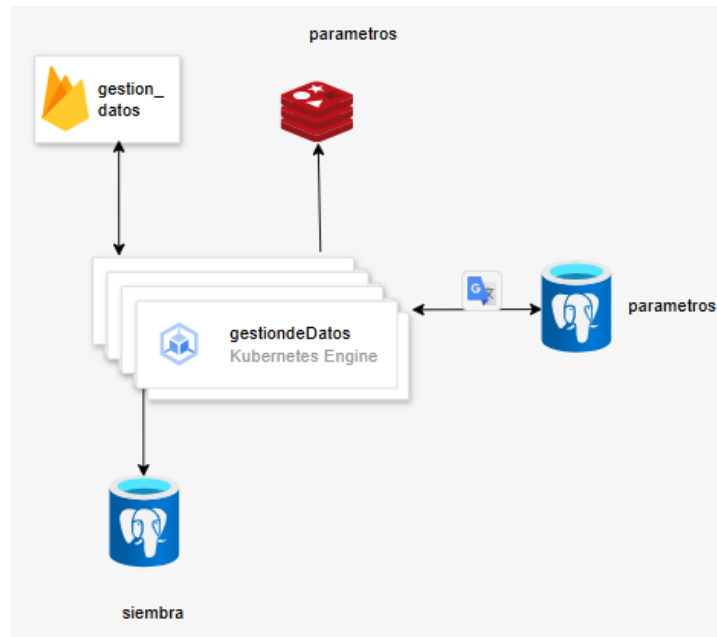 parametros
gestion_
datos
G
gestiondeDatos
Kubernetes Engine
parametros
siembra